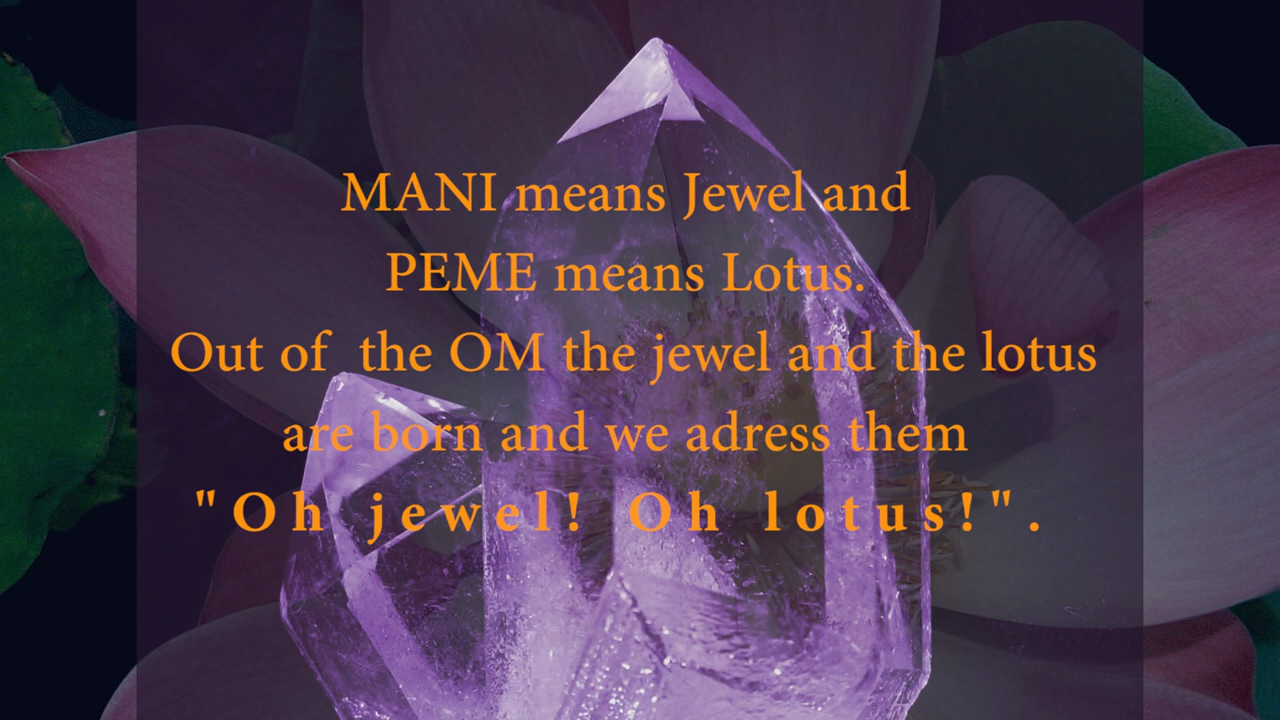 MANI means Jewel and
PEME means Lotus.
Out of the OM the jewel and the lotus
are born and we adress them
"Oh jewel! Oh lotus!".